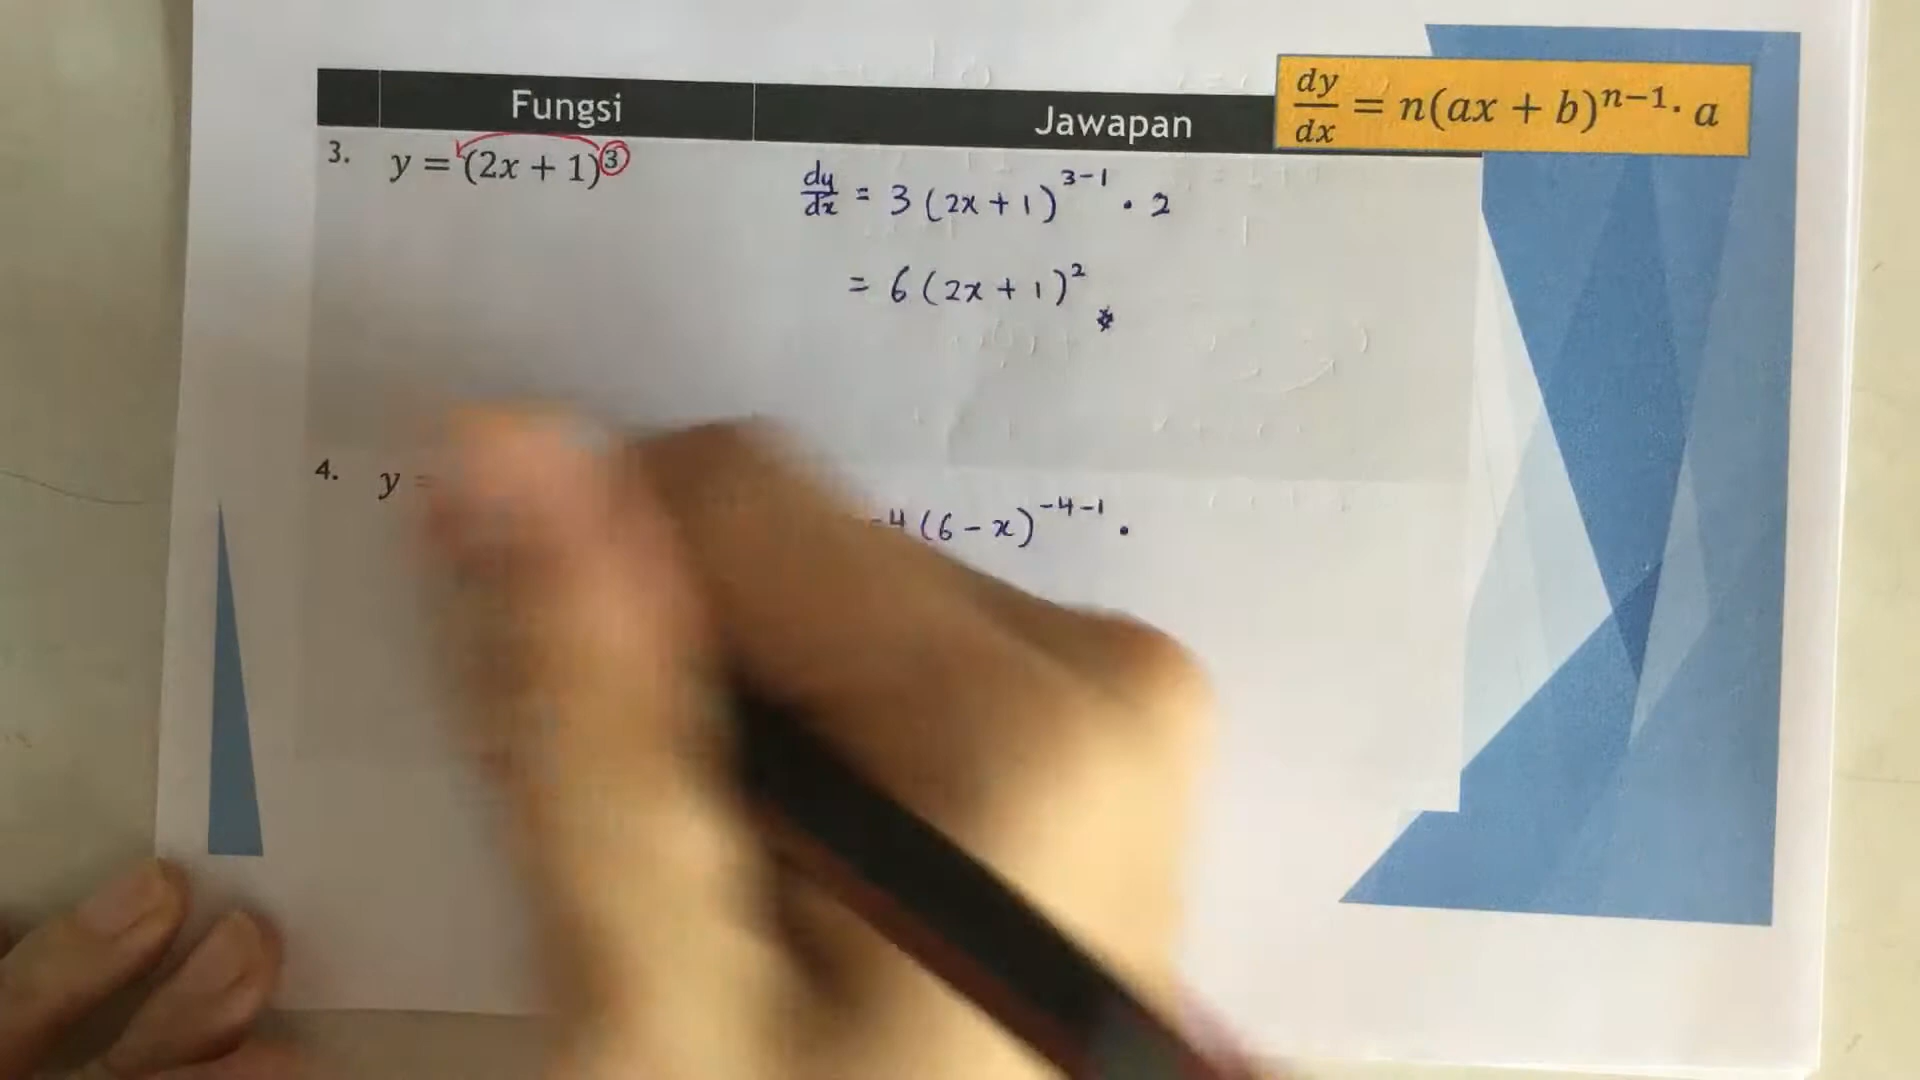 Fungsi Jawapan
dy/dx = n(ax + b)^{n−1} · a
3. y = (2x + 1)^3
dy/dx = 3 (2x + 1)^{3-1} · 2
= 6 (2x + 1)^2
4. y =
-4 (6 - x)^{-4-1} ·